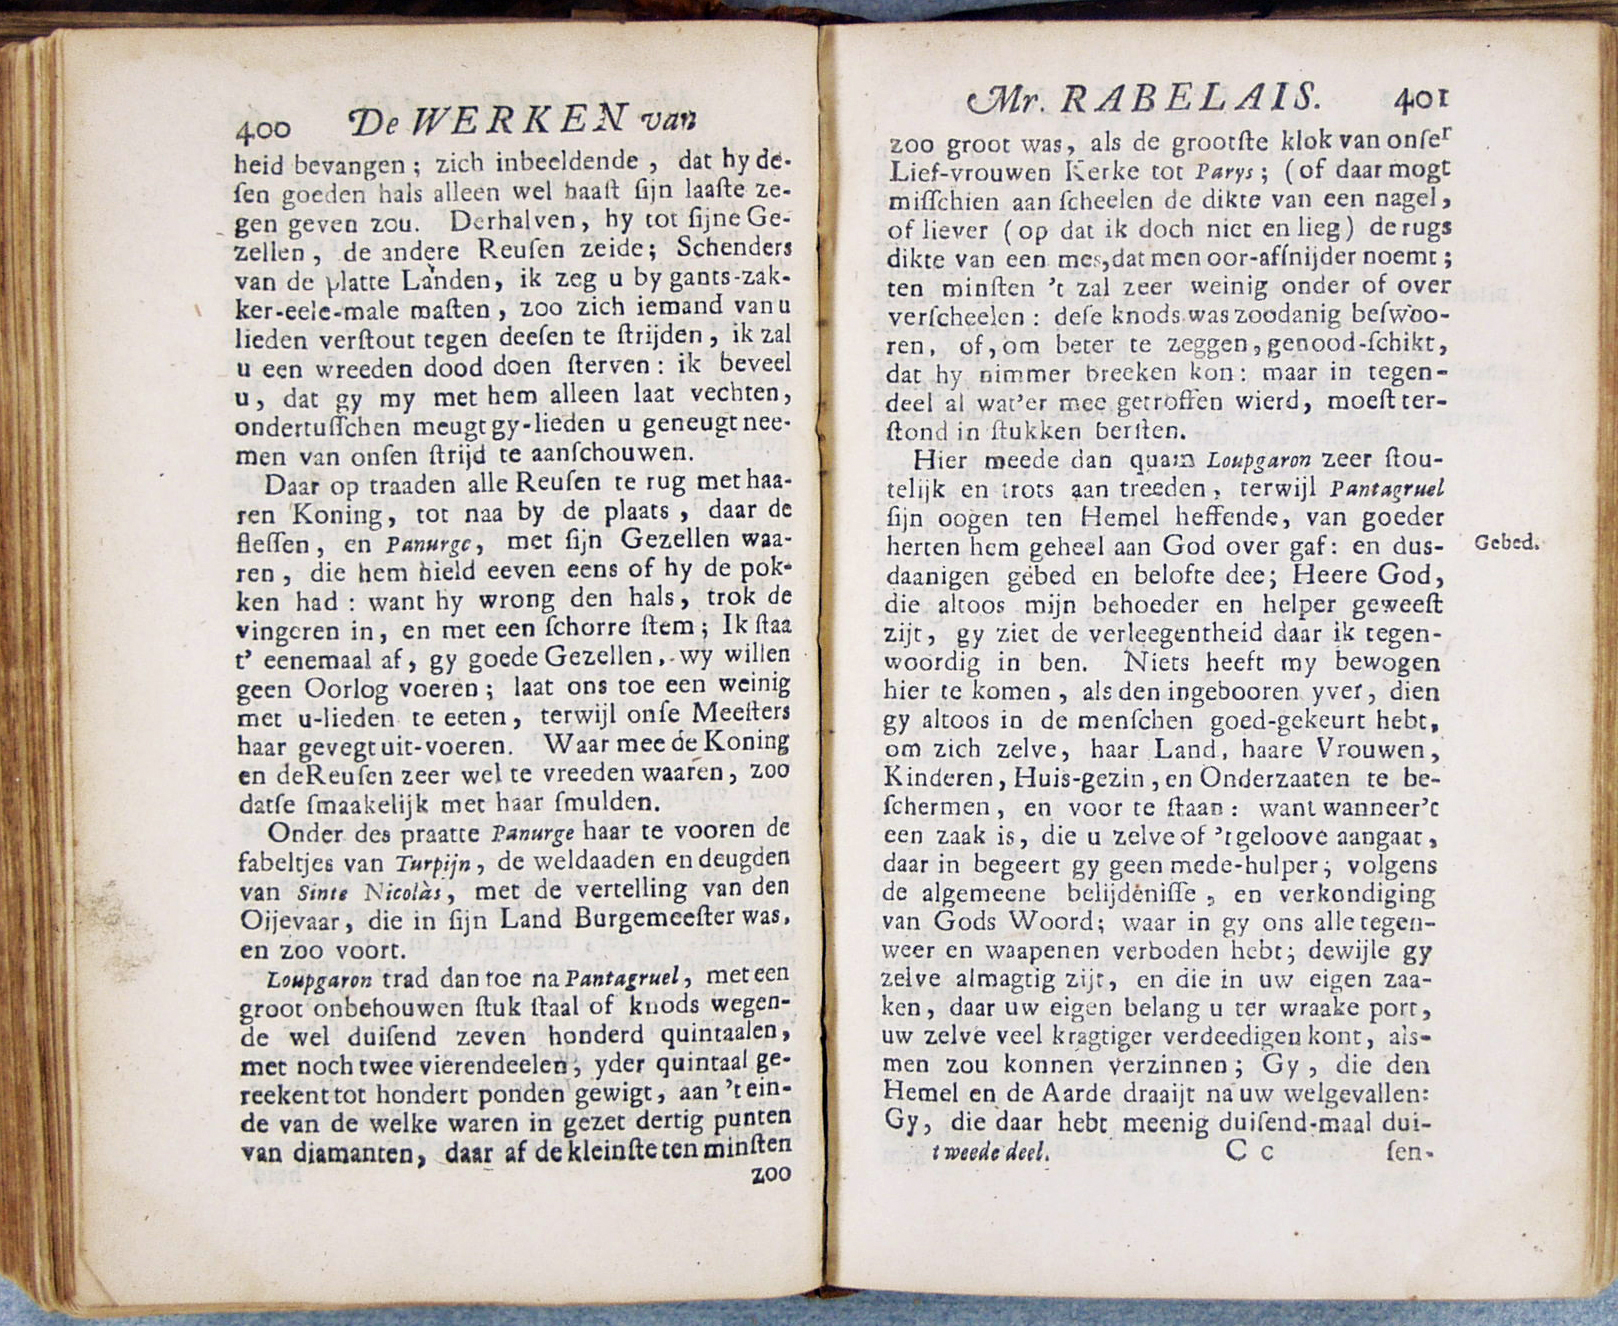 400 De WERKEN van
heid bevangen ; zich inbeeldende , dat hy de-
ſen goeden hals alleen wel haaſt ſijn laaſte ze-
gen geven zou. Derhalven, hy tot ſijne Ge-
zellen , de andere Reuſen zeide; Schenders
van de platte Landen, ik zeg u by gants-zak-
ker-eele-male maſten , zoo zich iemand van u
lieden verſtout tegen deeſen te ſtrijden , ik zal
u een wreeden dood doen ſterven : ik beveel
u, dat gy my met hem alleen laat vechten,
ondertuſſchen meugt gy-lieden u geneugt nee-
men van onſen ſtrijd te aanſchouwen.
Daar op traaden alle Reuſen te rug met haa-
ren Koning, tot naa by de plaats , daar de
fleſſen, en Panurge, met ſijn Gezellen waa-
ren , die hem hield eeven eens of hy de pok-
ken had : want hy wrong den hals, trok de
vingeren in, en met een ſchorre ſtem ; Ik ſtaa
t' eenemaal af, gy goede Gezellen, wy willen
geen Oorlog voeren ; laat ons toe een weinig
met u-lieden te eeten, terwijl onſe Meeſters
haar gevegt uit-voeren. Waar mee de Koning
en de Reuſen zeer wel te vreeden waaren, zoo
datſe ſmaakelijk met haar ſmulden.
Onder des praatte Panurge haar te vooren de
fabeltjes van Turpijn, de weldaaden en deugden
van Sinte Nicolàs, met de vertelling van den
Oijevaar, die in ſijn Land Burgemeeſter was,
en zoo voort.
Loupgaron trad dan toe na Pantagruel, met een
groot onbehouwen ſtuk ſtaal of knods wegen-
de wel duiſend zeven honderd quintaalen,
met noch twee vierendeelen, yder quintaal ge-
reekent tot hondert ponden gewigt, aan 't ein-
de van de welke waren in gezet dertig punten
van diamanten, daar af de kleinſte ten minſten
zoo
Mr. RABELAIS. 401
zoo groot was, als de grootſte klok van onſer
Lief-vrouwen Kerke tot Parys ; (of daar mogt
miſſchien aan ſcheelen de dikte van een nagel,
of liever (op dat ik doch niet en lieg) de rugs
dikte van een mes, dat men oor-afſnijder noemt ;
ten minſten 't zal zeer weinig onder of over
verſcheelen : deſe knods was zoodanig beſwoo-
ren, of, om beter te zeggen, genood-ſchikt,
dat hy nimmer breeken kon: maar in tegen-
deel al wat'er mee getroffen wierd, moeſt ter-
ſtond in ſtukken berſten.
Hier meede dan quam Loupgaron zeer ſtou-
telijk en trots aan treeden, terwijl Pantagruel
ſijn oogen ten Hemel heffende, van goeder
herten hem geheel aan God over gaf: en dus-
Gebed.
daanigen gebed en belofte dee; Heere God,
die altoos mijn behoeder en helper geweeſt
zijt, gy ziet de verleegentheid daar ik tegen-
woordig in ben. Niets heeft my bewogen
hier te komen , als den ingebooren yver, dien
gy altoos in de menſchen goed-gekeurt hebt,
om zich zelve, haar Land, haare Vrouwen,
Kinderen, Huis-gezin, en Onderzaaten te be-
ſchermen, en voor te ſtaan : want wanneer't
een zaak is, die u zelve of 't geloove aangaat,
daar in begeert gy geen mede-hulper; volgens
de algemeene belijdeniſſe, en verkondiging
van Gods Woord; waar in gy ons alle tegen-
weer en waapenen verboden hebt; dewijle gy
zelve almagtig zijt, en die in uw eigen zaa-
ken, daar uw eigen belang u ter wraake port,
uw zelve veel kragtiger verdeedigen kont, als-
men zou konnen verzinnen ; Gy, die den
Hemel en de Aarde draaijt na uw welgevallen:
Gy, die daar hebt meenig duiſend-maal dui-
tweede deel. C c ſen-